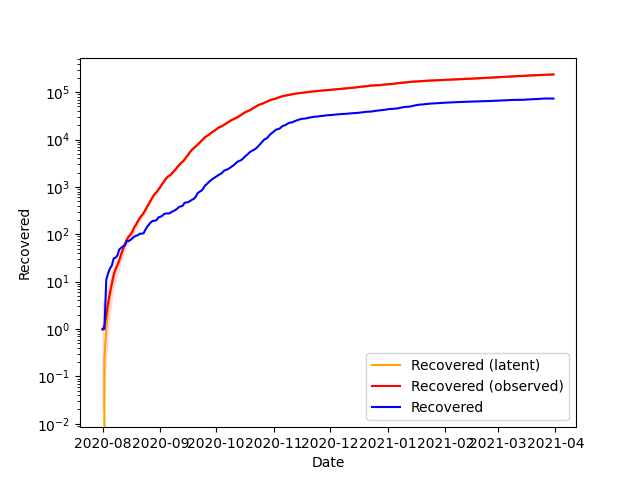 10^5
10^4
10^3
10^2
10^1
10^0
10^−1
10^−2
Recovered
Recovered (latent)
Recovered (observed)
Recovered
2020-08 2020-09 2020-10 2020-11 2020-12 2021-01 2021-02 2021-03 2021-04
Date